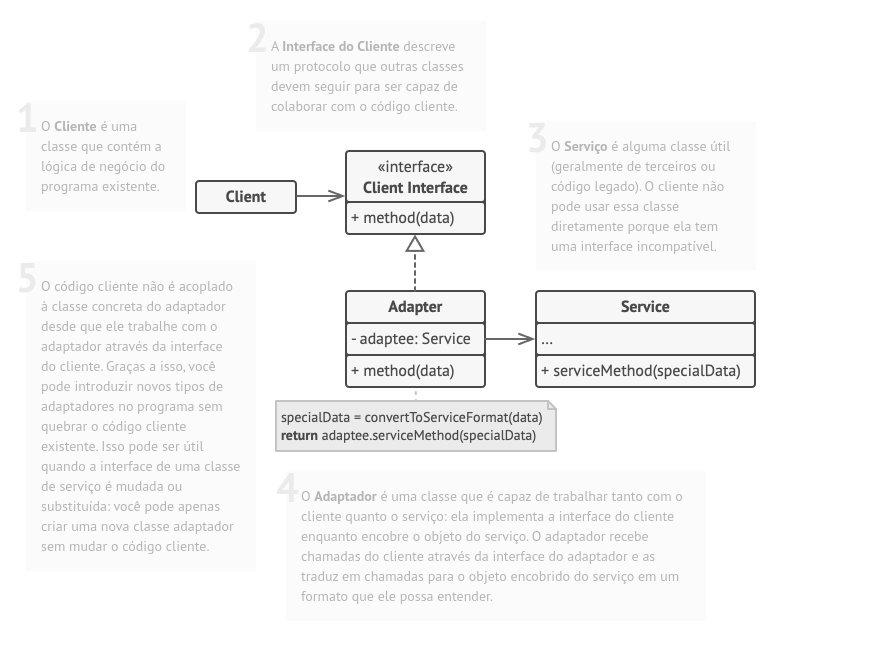 2
A Interface do Cliente descreve
um protocolo que outras classes
devem seguir para ser capaz de
colaborar com o código cliente.
1
O Cliente é uma
classe que contém a
lógica de negócio do
programa existente.
3
O Serviço é alguma classe útil
(geralmente de terceiros ou
código legado). O cliente não
pode usar essa classe
diretamente porque ela tem
uma interface incompatível.
Client
«interface»
Client Interface
+ method(data)
5
O código cliente não é acoplado
à classe concreta do adaptador
desde que ele trabalhe com o
adaptador através da interface
do cliente. Graças a isso, você
pode introduzir novos tipos de
adaptadores no programa sem
quebrar o código cliente
existente. Isso pode ser útil
quando a interface de uma classe
de serviço é mudada ou
substituída: você pode apenas
criar uma nova classe adaptador
sem mudar o código cliente.
Adapter
- adaptee: Service
+ method(data)
Service
...
+ serviceMethod(specialData)
specialData = convertToServiceFormat(data)
return adaptee.serviceMethod(specialData)
4
O Adaptador é uma classe que é capaz de trabalhar tanto com o
cliente quanto o serviço: ela implementa a interface do cliente
enquanto encobre o objeto do serviço. O adaptador recebe
chamadas do cliente através da interface do adaptador e as
traduz em chamadas para o objeto encobrido do serviço em um
formato que ele possa entender.